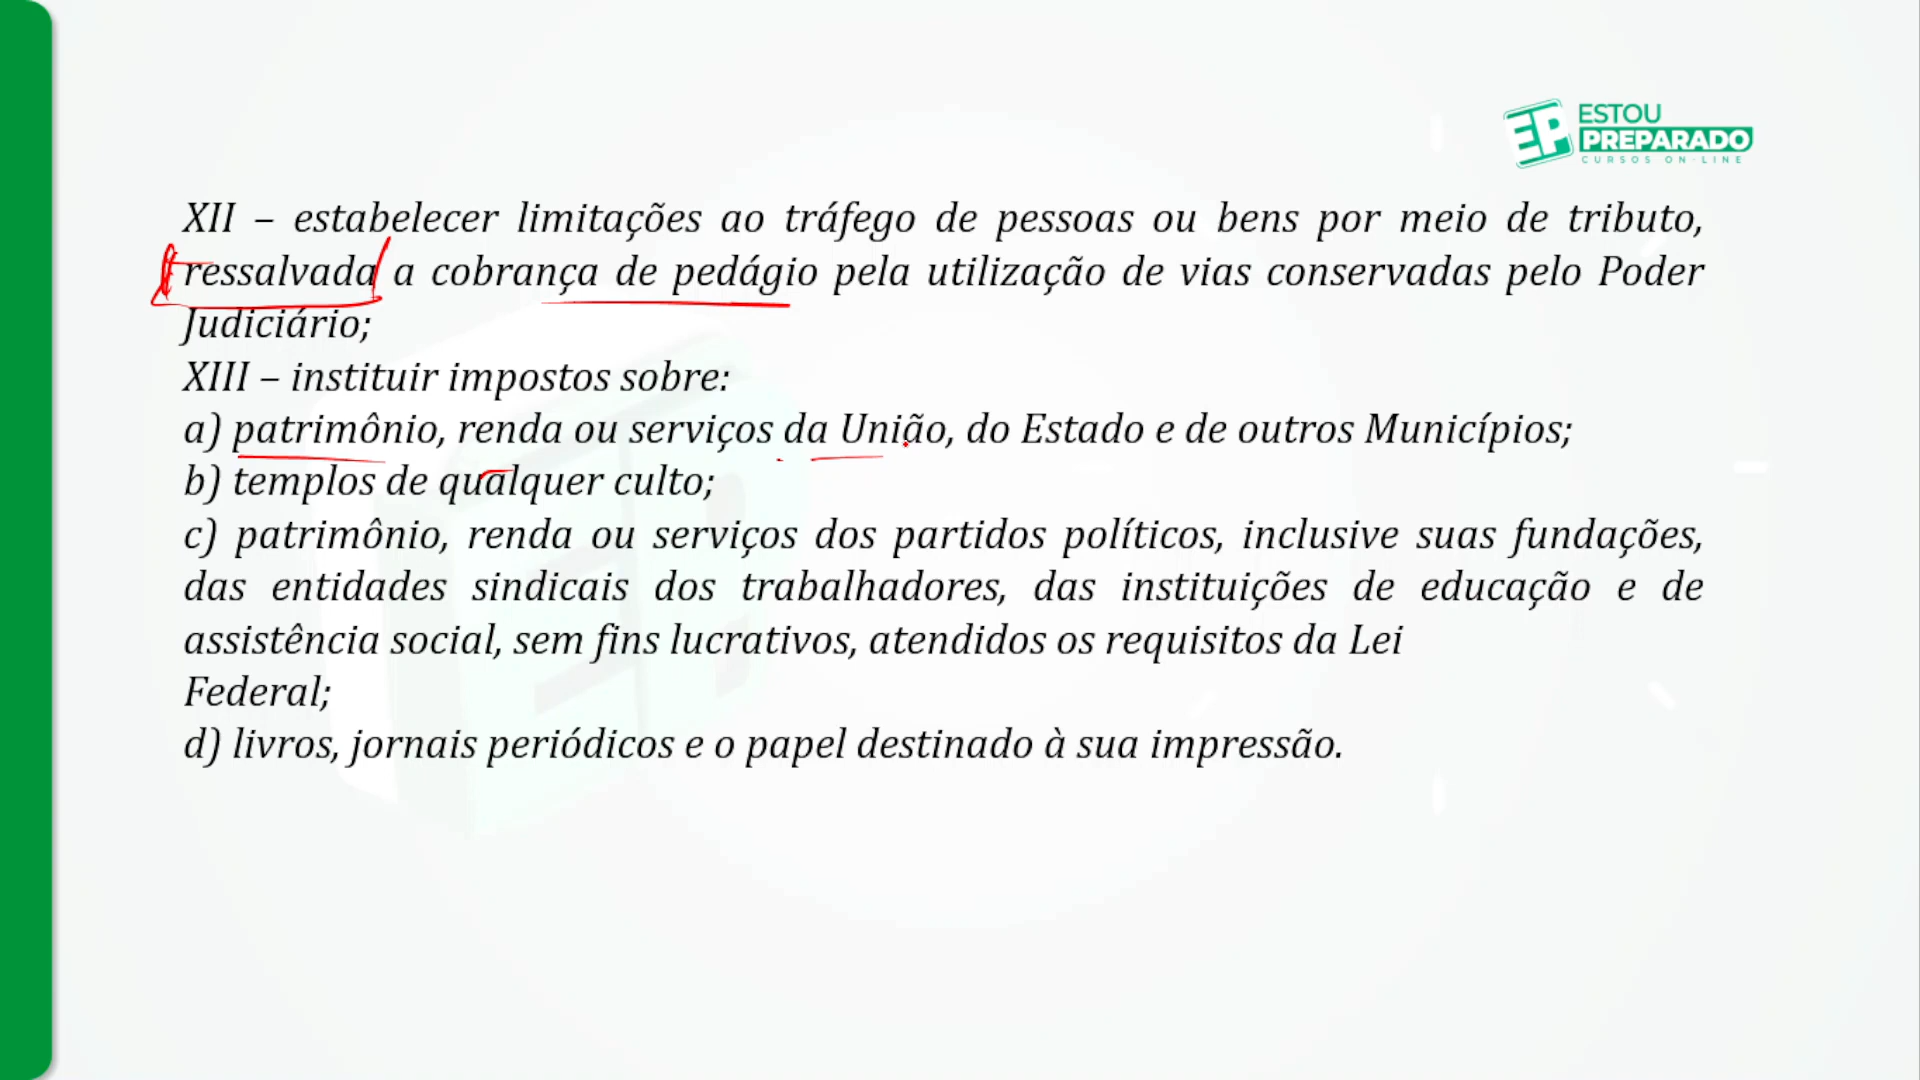 EP ESTOU
PREPARADO
CURSOS ON-LINE
XII – estabelecer limitações ao tráfego de pessoas ou bens por meio de tributo,
ressalvada a cobrança de pedágio pela utilização de vias conservadas pelo Poder
Judiciário;
XIII – instituir impostos sobre:
a) patrimônio, renda ou serviços da União, do Estado e de outros Municípios;
b) templos de qualquer culto;
c) patrimônio, renda ou serviços dos partidos políticos, inclusive suas fundações,
das entidades sindicais dos trabalhadores, das instituições de educação e de
assistência social, sem fins lucrativos, atendidos os requisitos da Lei
Federal;
d) livros, jornais periódicos e o papel destinado à sua impressão.